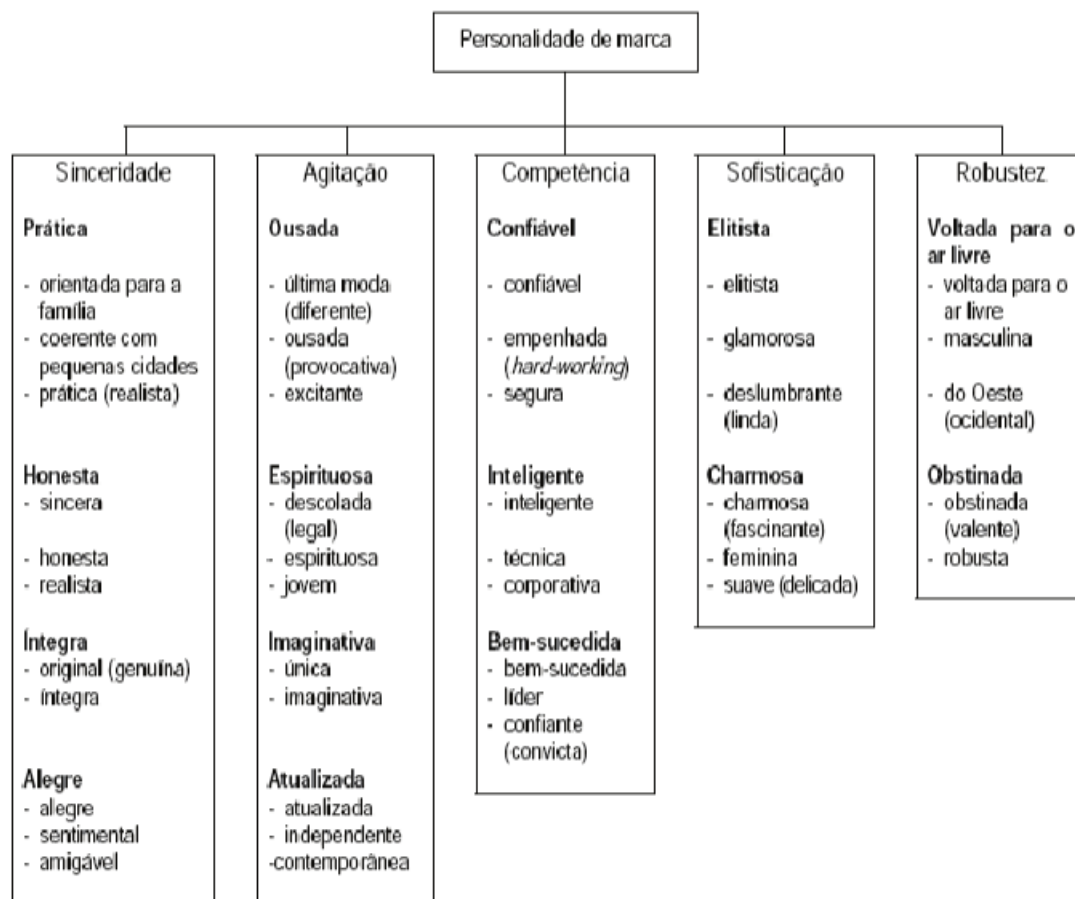 Personalidade de marca
Sinceridade
Prática
- orientada para a
família
- coerente com
pequenas cidades
- prática (realista)
Honesta
- sincera
- honesta
- realista
Íntegra
- original (genuína)
- íntegra
Alegre
- alegre
- sentimental
- amigável
Agitação
Ousada
- última moda
(diferente)
- ousada
(provocativa)
- excitante
Espirituosa
- descolada
(legal)
- espirituosa
- jovem
Imaginativa
- única
- imaginativa
Atualizada
- atualizada
- independente
-contemporânea
Competência
Confiável
- confiável
- empenhada
(hard-working)
- segura
Inteligente
- inteligente
- técnica
- corporativa
Bem-sucedida
- bem-sucedida
- líder
- confiante
(convicta)
Sofisticação
Elitista
- elitista
- glamorosa
- deslumbrante
(linda)
Charmosa
- charmosa
(fascinante)
- feminina
- suave (delicada)
Robustez
Voltada para o
ar livre
- voltada para o
ar livre
- masculina
- do Oeste
(ocidental)
Obstinada
- obstinada
(valente)
- robusta